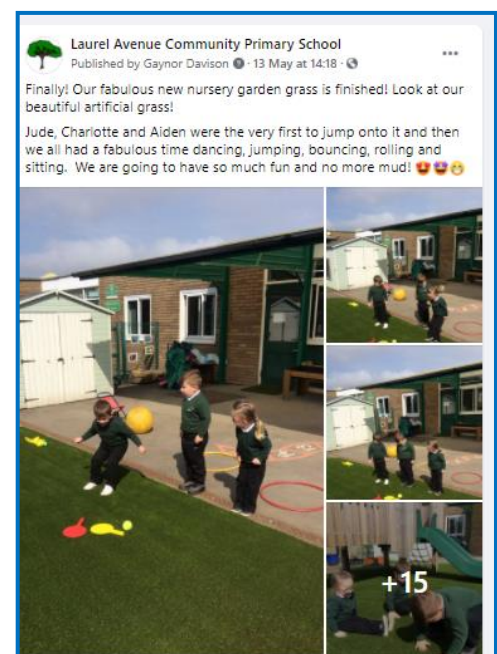 Laurel Avenue Community Primary School
Published by Gaynor Davison · 13 May at 14:18 ·
Finally! Our fabulous new nursery garden grass is finished! Look at our
beautiful artificial grass!
Jude, Charlotte and Aiden were the very first to jump onto it and then
we all had a fabulous time dancing, jumping, bouncing, rolling and
sitting. We are going to have so much fun and no more mud! 🤩🤩😁
+15